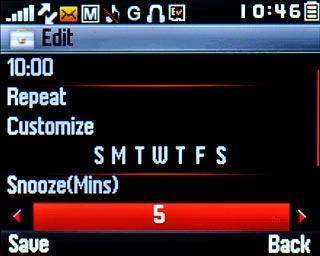 M G 10:46
Edit
10:00
Repeat
Customize
S M T W T F S
Snooze(Mins)
5
Save Back